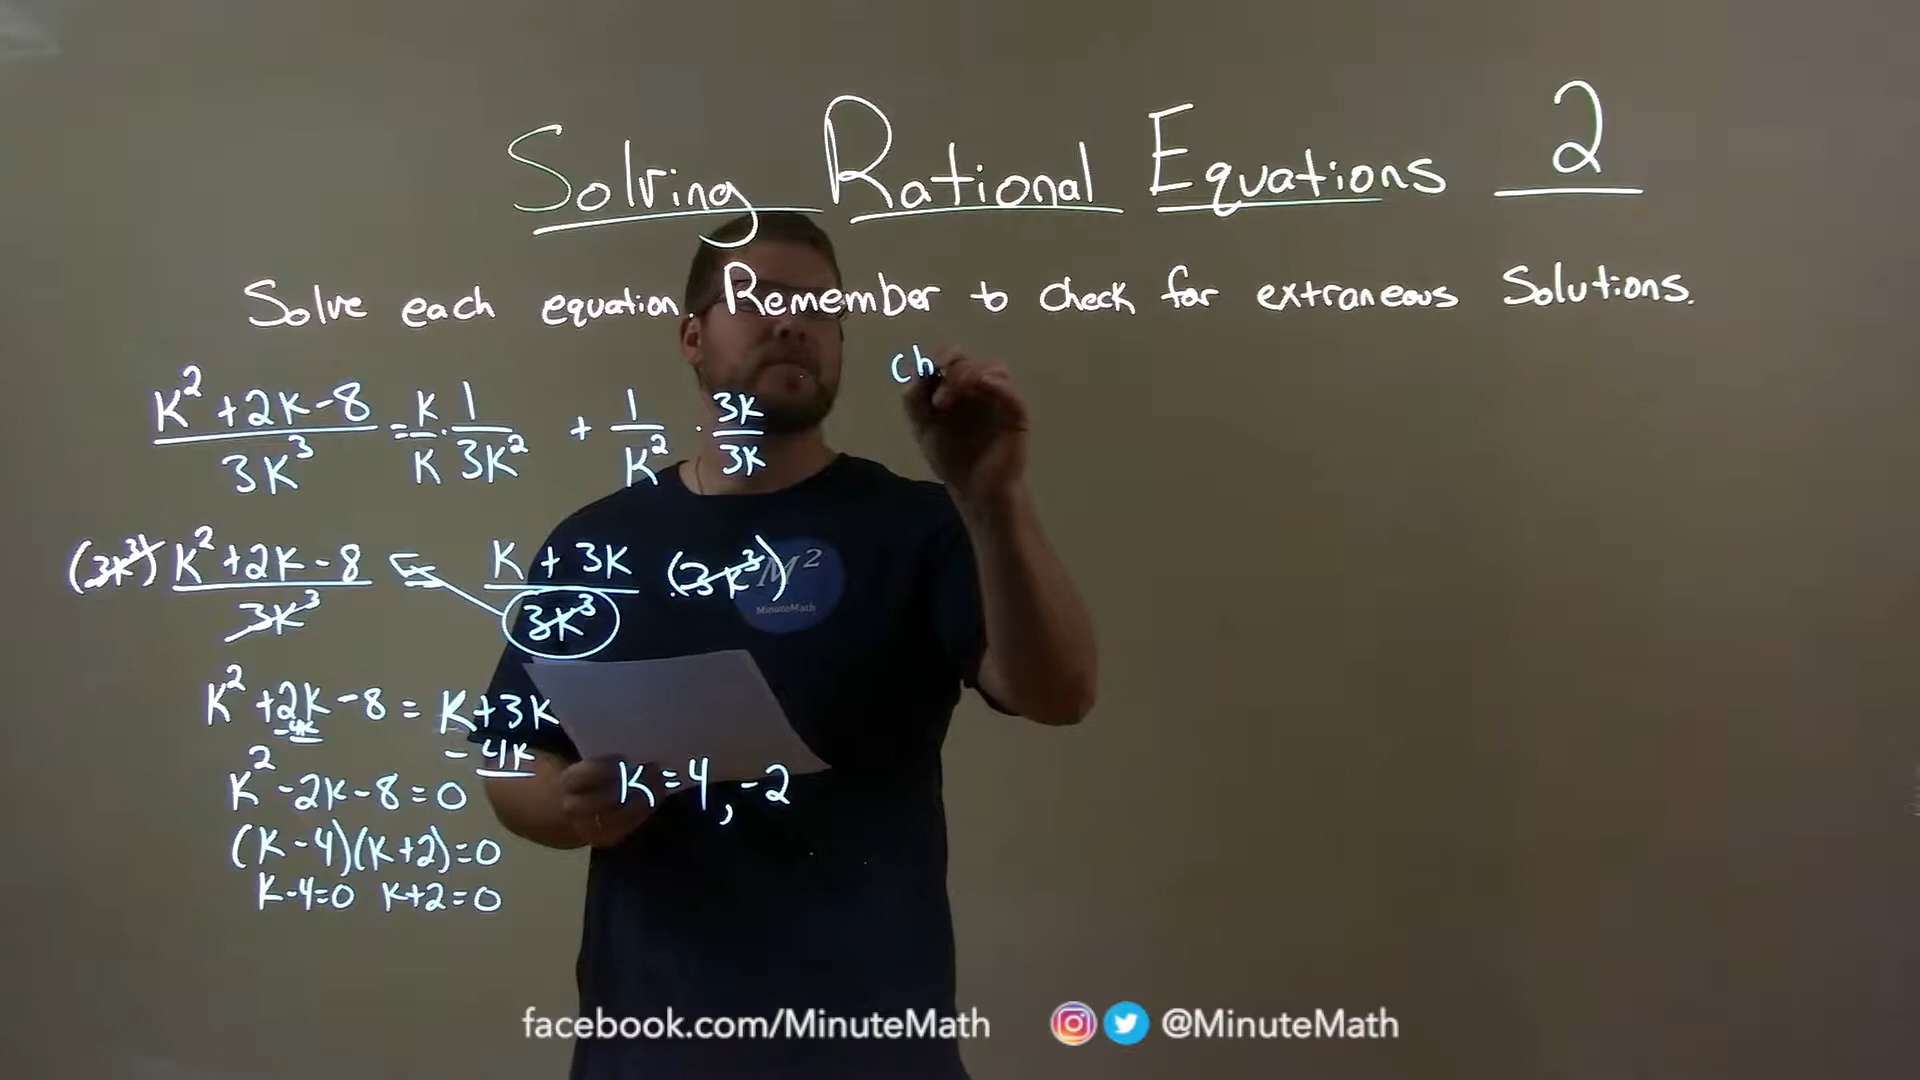 Solving Rational Equations 2
Solve each equation. Remember to check for extraneous Solutions.
Ch
K² + 2K - 8 / 3K³ = K/K · 1/3K² + 1/K² · 3K/3K
(3K³) K² + 2K - 8 / 3K³ = K + 3K / 3K³ · (3K³)
M²
MinuteMath
K² + 2K - 8 = K + 3K
-4K - 4K
K² - 2K - 8 = 0
K = 4, -2
(K - 4)(K + 2) = 0
K - 4 = 0 K + 2 = 0
facebook.com/MinuteMath @MinuteMath